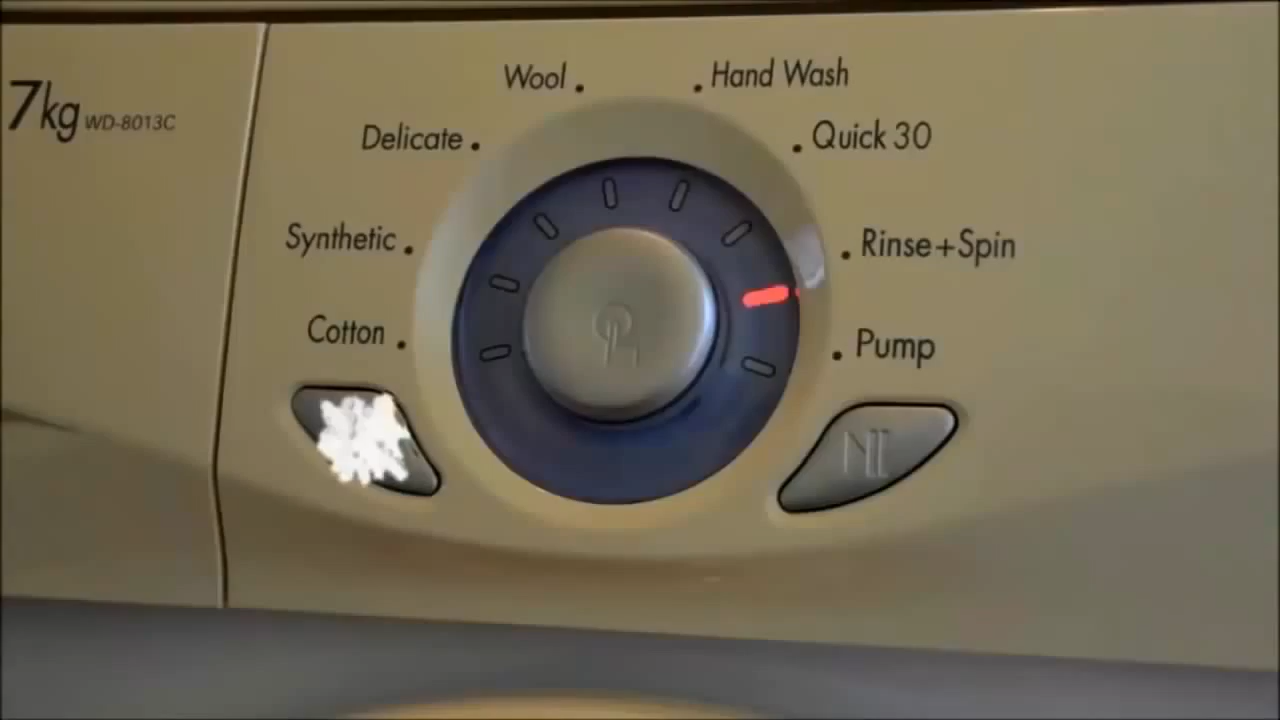 7kg WD-8013C
Wool
Hand Wash
Delicate
Quick 30
Synthetic
Rinse+Spin
Cotton
Pump